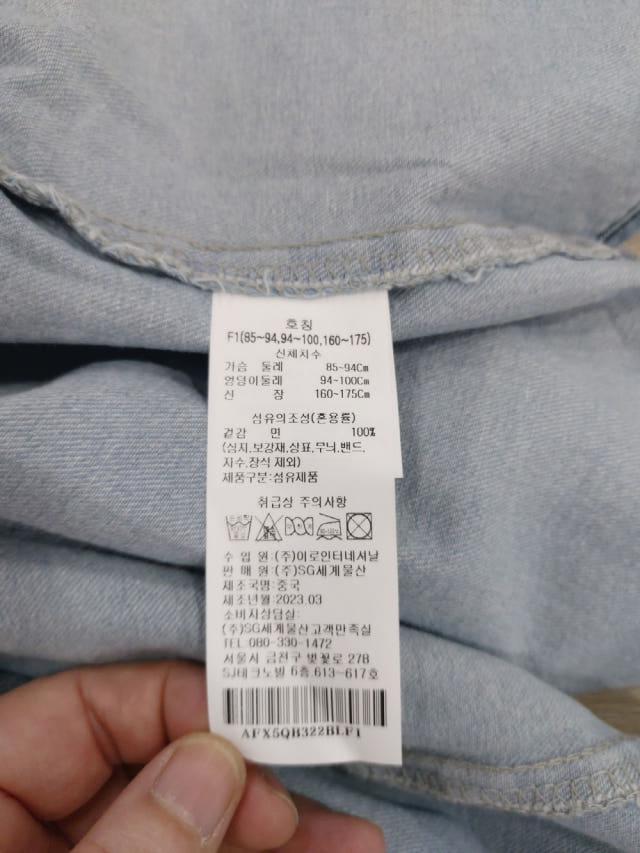 호칭
F1(85~94,94~100,160~175)
신체치수
가슴 둘레 85~94Cm
엉덩이둘레 94~100Cm
신 장 160~175Cm
섬유의조성(혼용률)
겉감 면 100%
(심지,보강재,상표,무늬,밴드,
자수,장식 제외)
제품구분:섬유제품
취급상 주의사항
수 입 원:(주)이로인터네셔날
판 매 원:(주)SG세계물산
제조국명:중국
제조년월:2023.03
소비자상담실:
(주)SG세계물산고객만족실
TEL:080-330-1472
서울시 금천구 벚꽃로 278
SJ테크노빌 6층 613~617호
AFX5QB322BLF1